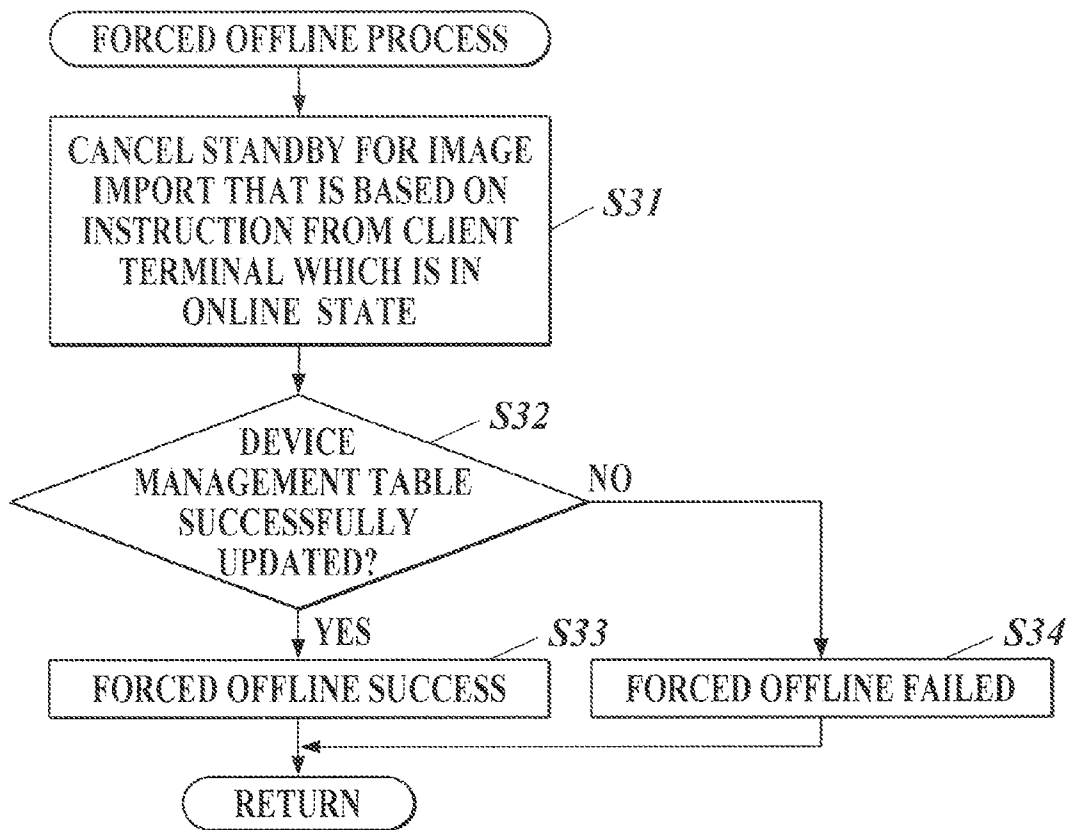 FORCED OFFLINE PROCESS
CANCEL STANDBY FOR IMAGE
IMPORT THAT IS BASED ON
INSTRUCTION FROM CLIENT
TERMINAL WHICH IS IN
ONLINE STATE
S31
S32
DEVICE
MANAGEMENT TABLE
SUCCESSFULLY
UPDATED?
NO
YES
S33
S34
FORCED OFFLINE SUCCESS
FORCED OFFLINE FAILED
RETURN